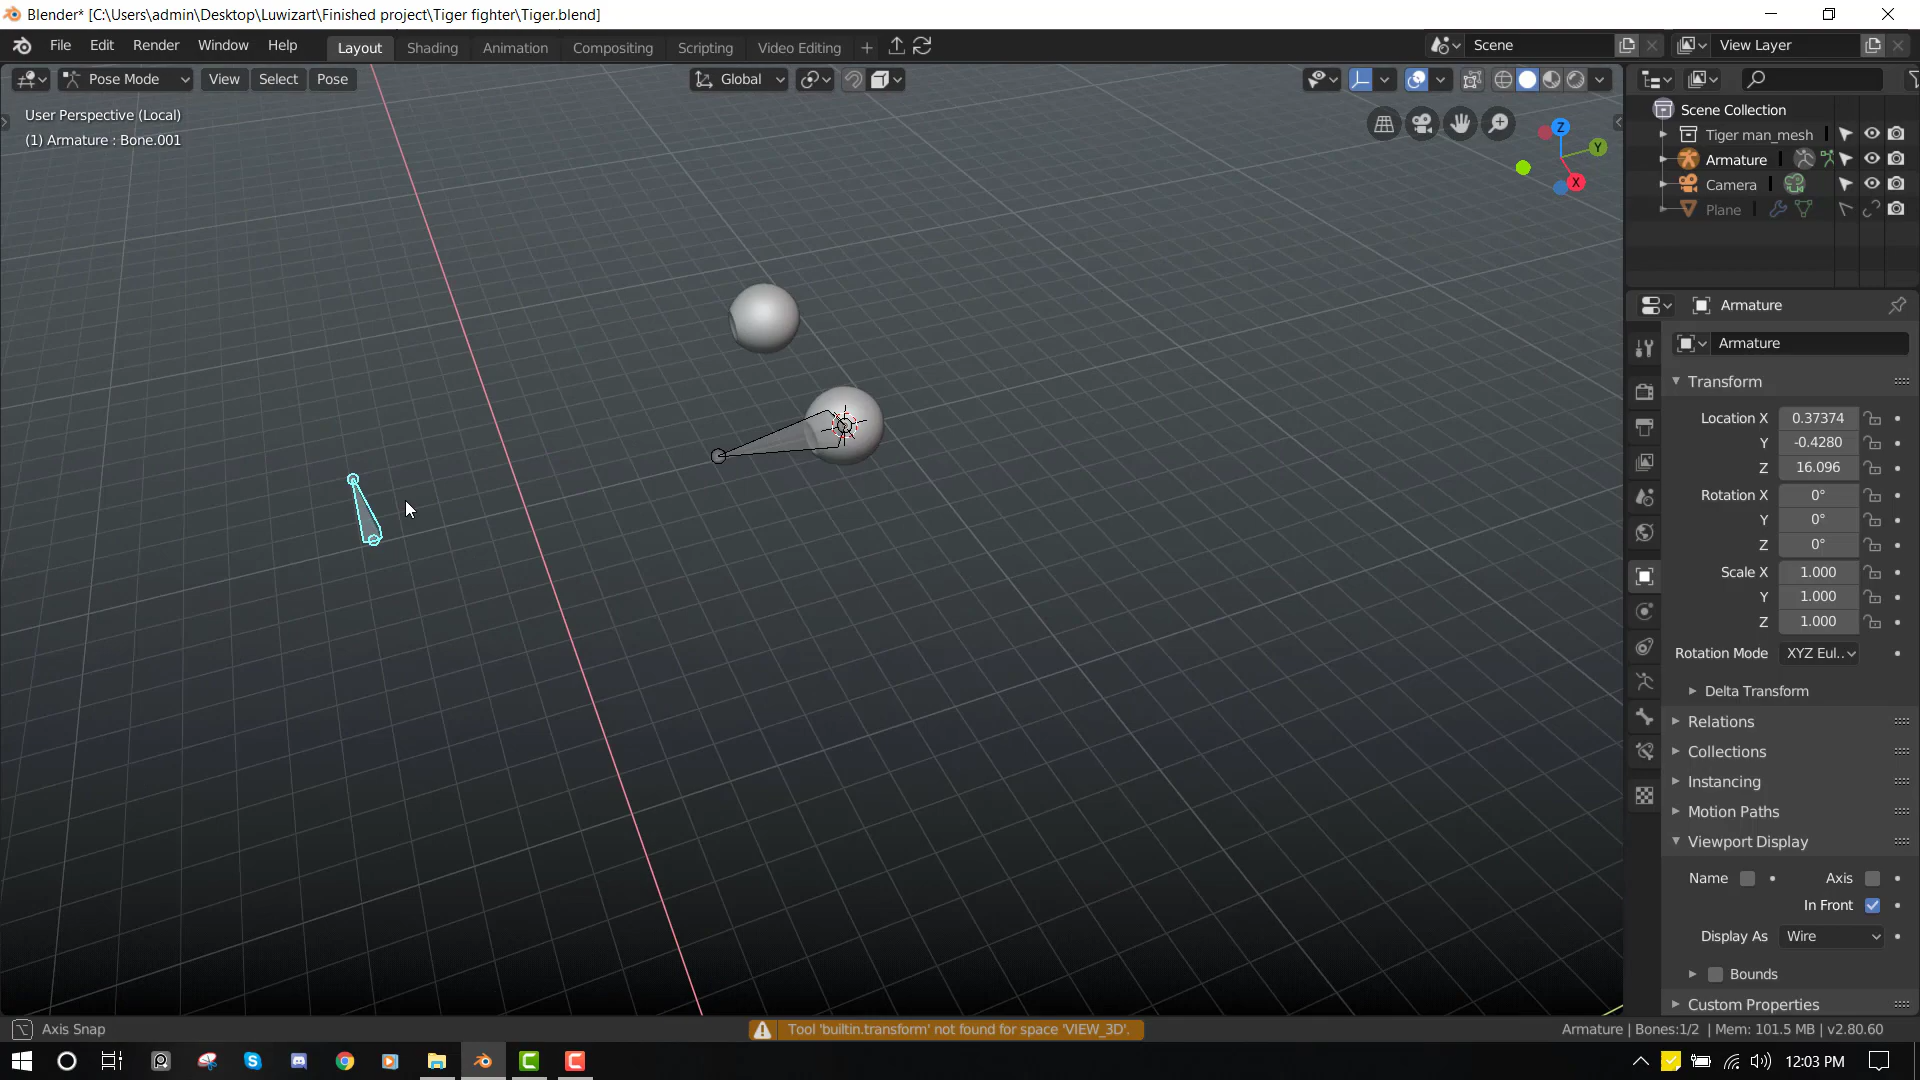 Blender* [C:\Users\admin\Desktop\Luwizart\Finished project\Tiger fighter\Tiger.blend]
File Edit Render Window Help Layout Shading Animation Compositing Scripting Video Editing Scene View Layer
Pose Mode View Select Pose Global
User Perspective (Local)
(1) Armature : Bone.001
Z
Y
X
Scene Collection
Tiger man_mesh
Armature
Camera
Plane
Armature
Armature
Transform
Location X 0.37374
Y -0.4280
Z 16.096
Rotation X 0°
Y 0°
Z 0°
Scale X 1.000
Y 1.000
Z 1.000
Rotation Mode XYZ Eul..
Delta Transform
Relations
Collections
Instancing
Motion Paths
Viewport Display
Name Axis
In Front
Display As Wire
Bounds
Custom Properties
Axis Snap Tool 'builtin.transform' not found for space 'VIEW_3D'. Armature | Bones:1/2 | Mem: 101.5 MB | v2.80.60
12:03 PM